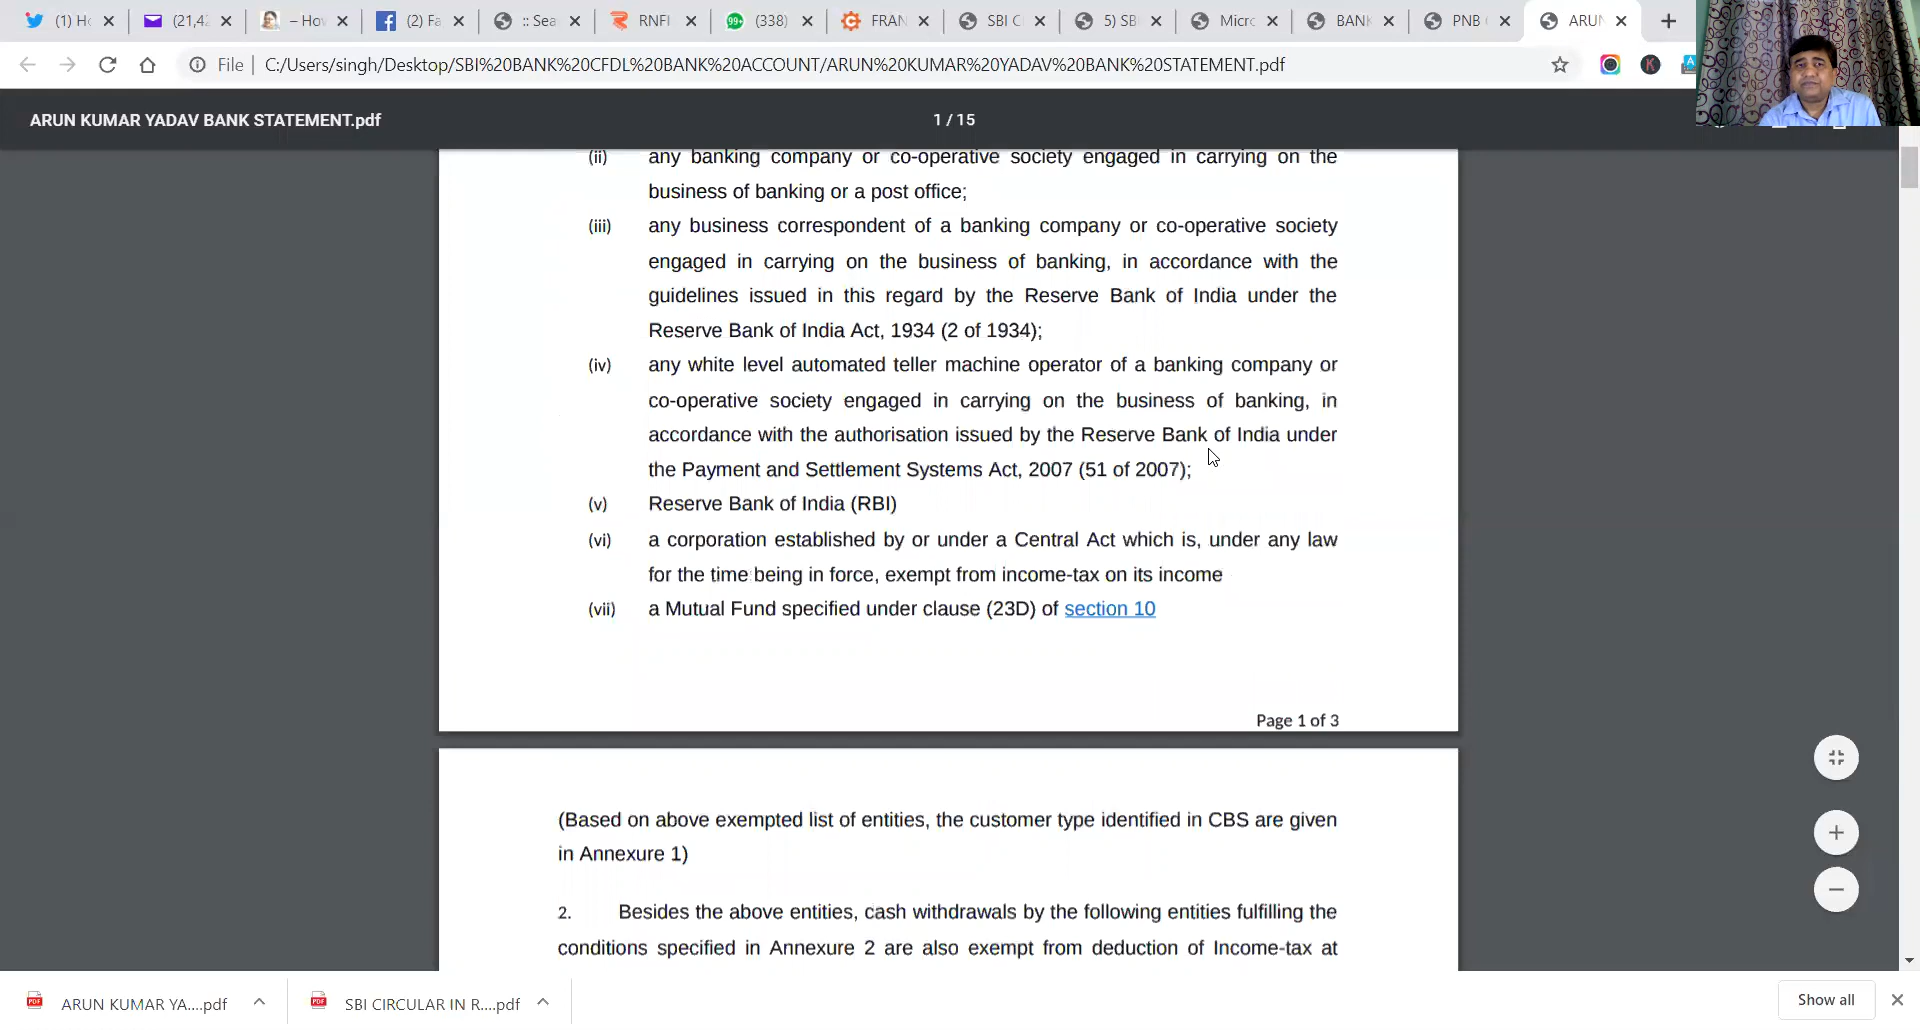 (1) Ho
(21,42
– Hov
(2) Fa
:: Sea
RNFI
99+
(338)
FRAN
SBI C
5) SB
Micro
BANK
PNB
ARUN
File | C:/Users/singh/Desktop/SBI%20BANK%20CFDL%20BANK%20ACCOUNT/ARUN%20KUMAR%20YADAV%20BANK%20STATEMENT.pdf
ARUN KUMAR YADAV BANK STATEMENT.pdf
1 / 15
(ii) any banking company or co-operative society engaged in carrying on the
business of banking or a post office;
(iii) any business correspondent of a banking company or co-operative society
engaged in carrying on the business of banking, in accordance with the
guidelines issued in this regard by the Reserve Bank of India under the
Reserve Bank of India Act, 1934 (2 of 1934);
(iv) any white level automated teller machine operator of a banking company or
co-operative society engaged in carrying on the business of banking, in
accordance with the authorisation issued by the Reserve Bank of India under
the Payment and Settlement Systems Act, 2007 (51 of 2007);
(v) Reserve Bank of India (RBI)
(vi) a corporation established by or under a Central Act which is, under any law
for the time being in force, exempt from income-tax on its income
(vii) a Mutual Fund specified under clause (23D) of section 10
Page 1 of 3
(Based on above exempted list of entities, the customer type identified in CBS are given
in Annexure 1)
2. Besides the above entities, cash withdrawals by the following entities fulfilling the
conditions specified in Annexure 2 are also exempt from deduction of Income-tax at
ARUN KUMAR YA....pdf
SBI CIRCULAR IN R....pdf
Show all